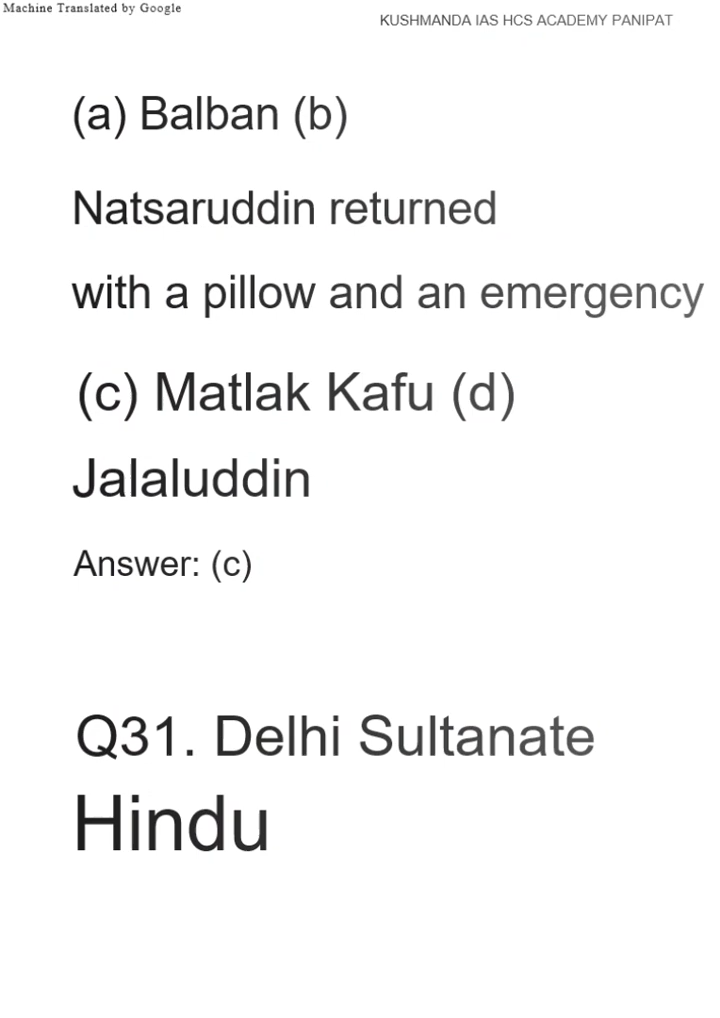 Machine Translated by Google
KUSHMANDA IAS HCS ACADEMY PANIPAT
(a) Balban (b)
Natsaruddin returned
with a pillow and an emergency
(c) Matlak Kafu (d)
Jalaluddin
Answer: (c)
Q31. Delhi Sultanate
Hindu